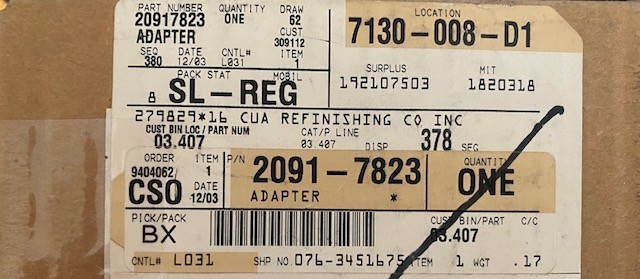 PART NUMBER QUANTITY DRAW LOCATION
20917823 ONE 62 7130-008-D1
ADAPTER CUST 309112
SEQ DATE CNTL# ITEM
380 12/03 L031 1
SURPLUS MIT
192107503 1820318
PACK STAT MOBIL
8 SL-REG
279829*16 CUA REFINISHING CO INC
CUST BIN LOC / PART NUM CAT/P LINE
03.407 03.407 DISP 378 SEG
ORDER ITEM P/N QUANTITY
9404062/ 1 2091-7823 ONE
CSO DATE 12/03 ADAPTER *
PICK/PACK CUS BIN/PART C/C
BX 03.407
CNTL# L031 SHP NO.076-3451675 ITEM 1 WGT .17